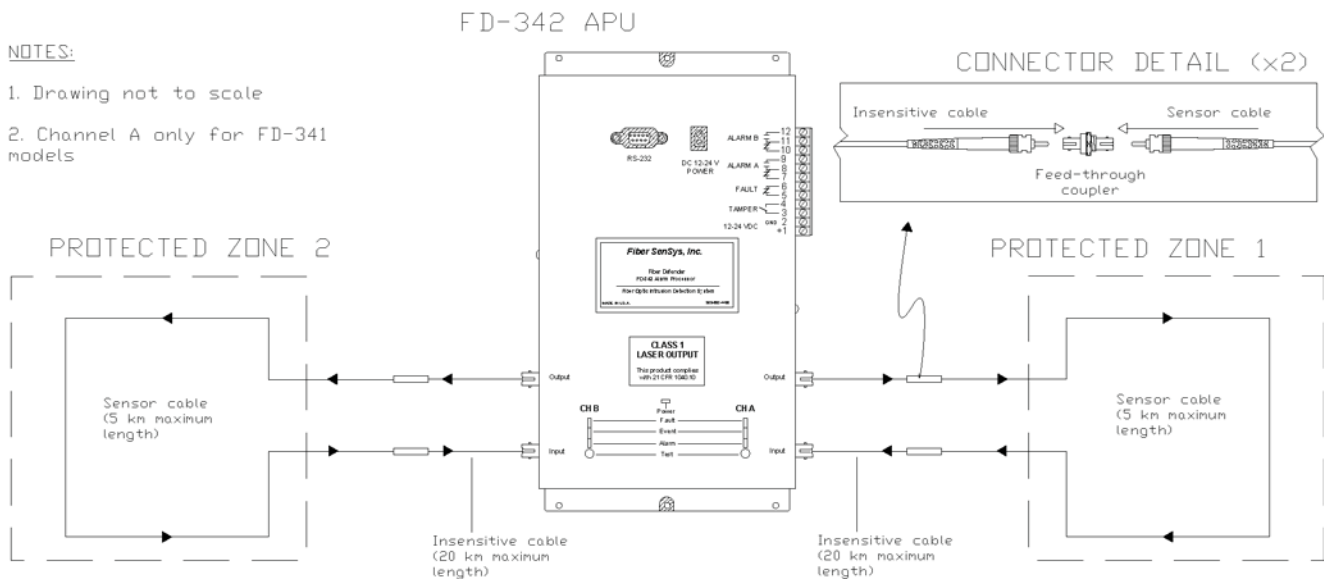 FD-342 APU
NOTES:
1. Drawing not to scale
2. Channel A only for FD-341
models
CONNECTOR DETAIL (x2)
Insensitive cable
Sensor cable
Feed-through
coupler
RS-232
DC 12-24 V
POWER
ALARM B
12
11
10
ALARM A
9
8
7
FAULT
6
5
TAMPER
4
3
GND 2
12-24 VDC
+1
Fiber SenSys, Inc.
Fiber Defender
Fiber Optic Intrusion Detection System
MADE IN U.S.A.
CLASS 1
LASER OUTPUT
This product complies
with 21 CFR 1040.10
PROTECTED ZONE 2
PROTECTED ZONE 1
Output
Output
Sensor cable
(5 km maximum
length)
Sensor cable
(5 km maximum
length)
CH B
CH A
Power
Fault
Event
Alarm
Test
Input
Input
Insensitive cable
(20 km maximum
length)
Insensitive cable
(20 km maximum
length)